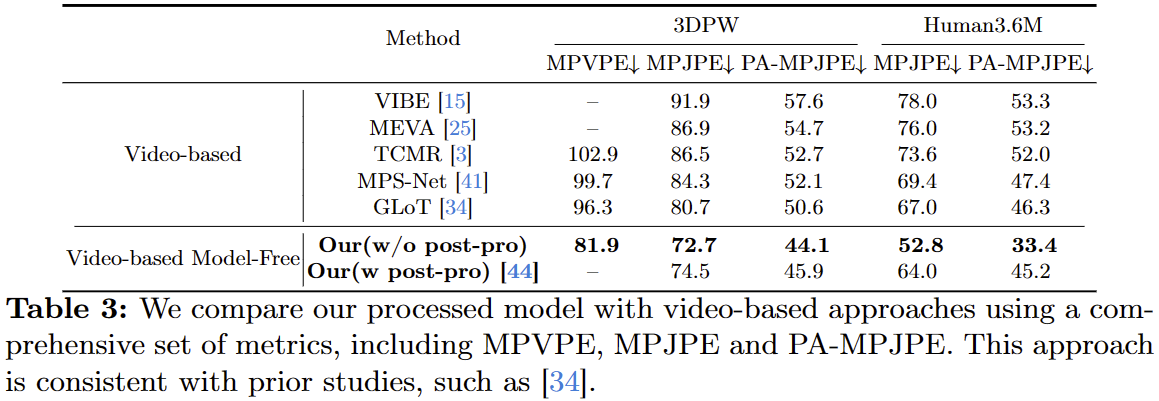 Method 3DPW Human3.6M
MPVPE↓ MPJPE↓ PA-MPJPE↓ MPJPE↓ PA-MPJPE↓
Video-based
VIBE [15] – 91.9 57.6 78.0 53.3
MEVA [25] – 86.9 54.7 76.0 53.2
TCMR [3] 102.9 86.5 52.7 73.6 52.0
MPS-Net [41] 99.7 84.3 52.1 69.4 47.4
GLoT [34] 96.3 80.7 50.6 67.0 46.3
Video-based Model-Free
Our(w/o post-pro) 81.9 72.7 44.1 52.8 33.4
Our(w post-pro) [44] – 74.5 45.9 64.0 45.2
Table 3: We compare our processed model with video-based approaches using a com-
prehensive set of metrics, including MPVPE, MPJPE and PA-MPJPE. This approach
is consistent with prior studies, such as [34].